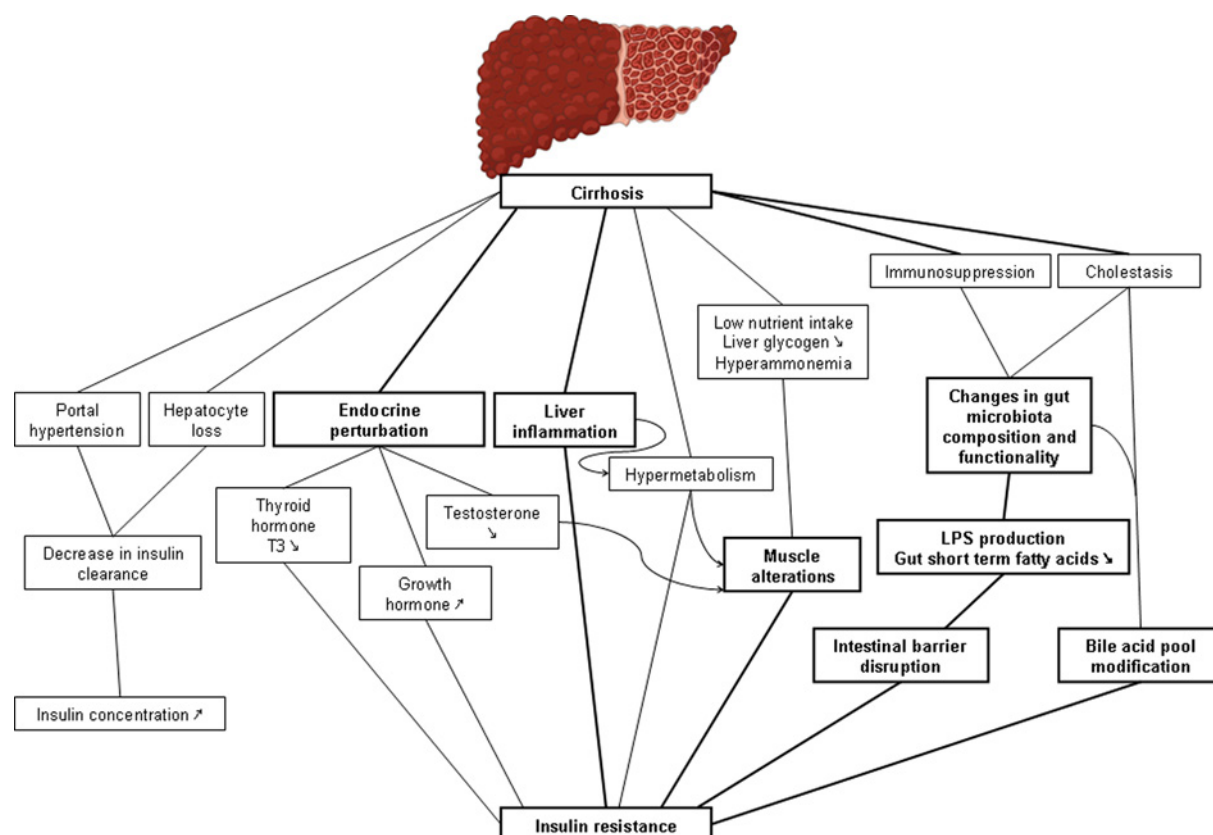 Cirrhosis
Immunosuppression
Cholestasis
Low nutrient intake
Liver glycogen ↘
Hyperammonemia
Portal
hypertension
Hepatocyte
loss
Endocrine
perturbation
Liver
inflammation
Changes in gut
microbiota
composition and
functionality
Hypermetabolism
Thyroid
hormone
T3 ↘
Testosterone
↘
Growth
hormone ↗
Decrease in insulin
clearance
Muscle
alterations
LPS production
Gut short term fatty acids ↘
Intestinal barrier
disruption
Bile acid pool
modification
Insulin concentration ↗
Insulin resistance